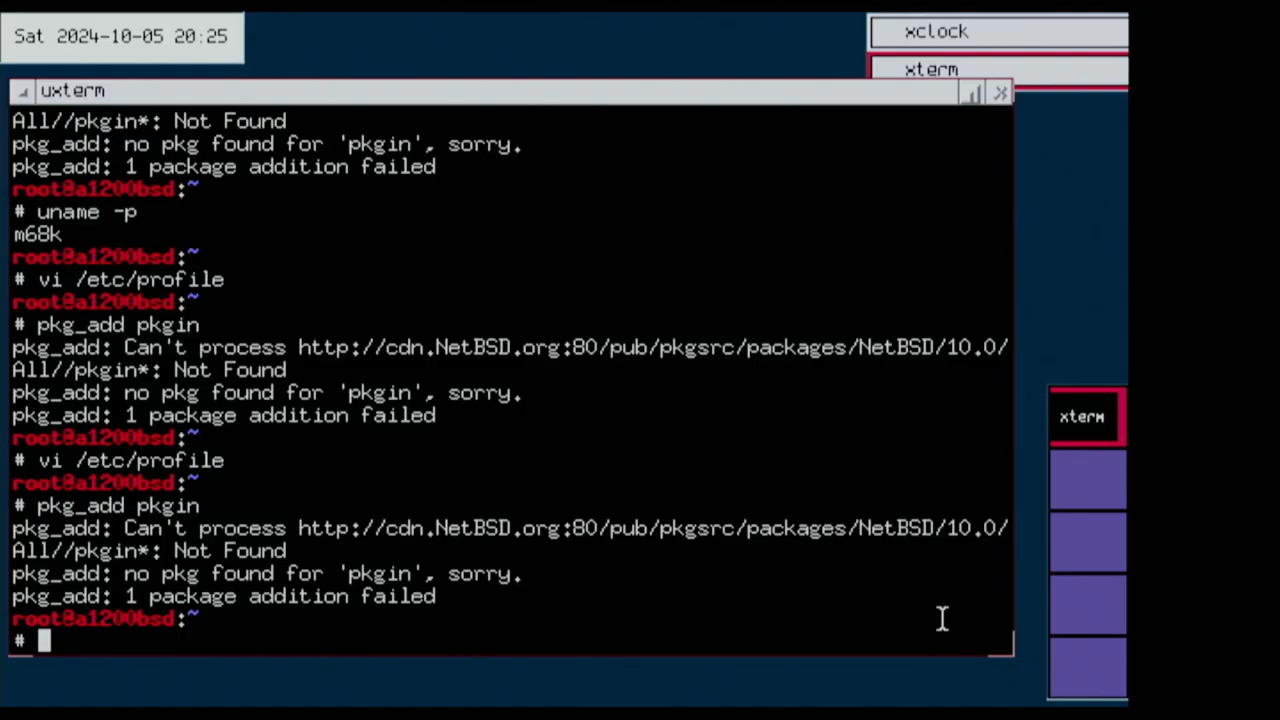 Sat 2024-10-05 20:25
xclock
xterm
uxterm
All//pkgin*: Not Found
pkg_add: no pkg found for 'pkgin', sorry.
pkg_add: 1 package addition failed
root@a1200bsd:~
# uname -p
m68k
root@a1200bsd:~
# vi /etc/profile
root@a1200bsd:~
# pkg_add pkgin
pkg_add: Can't process http://cdn.NetBSD.org:80/pub/pkgsrc/packages/NetBSD/10.0/
All//pkgin*: Not Found
pkg_add: no pkg found for 'pkgin', sorry.
pkg_add: 1 package addition failed
root@a1200bsd:~
# vi /etc/profile
root@a1200bsd:~
# pkg_add pkgin
pkg_add: Can't process http://cdn.NetBSD.org:80/pub/pkgsrc/packages/NetBSD/10.0/
All//pkgin*: Not Found
pkg_add: no pkg found for 'pkgin', sorry.
pkg_add: 1 package addition failed
root@a1200bsd:~
#
xterm